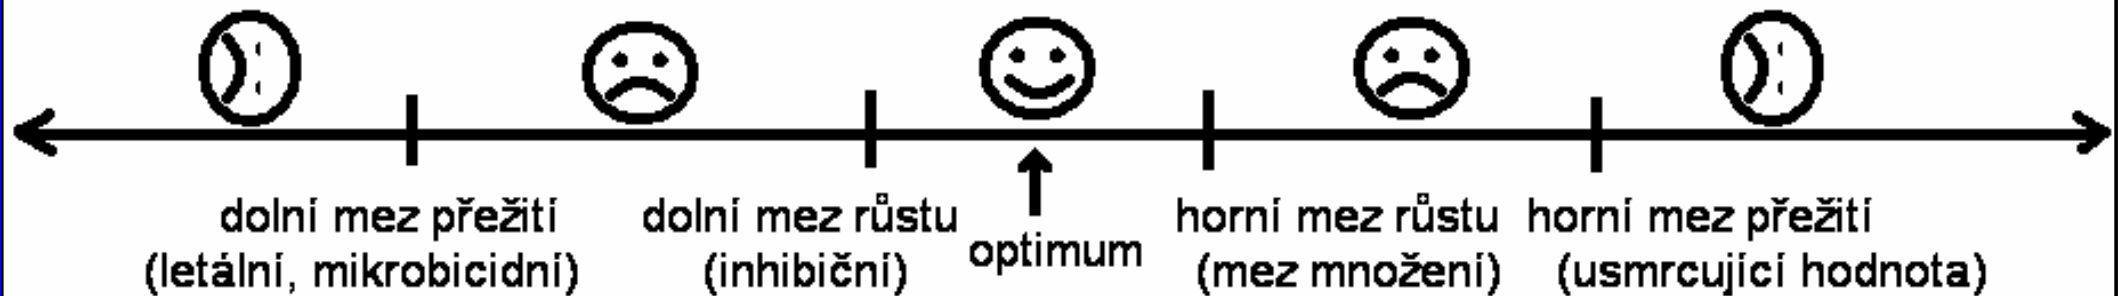 dolní mez přežití
(letální, mikrobicidní)
dolní mez růstu
(inhibiční)
optimum
horní mez růstu
(mez množení)
horní mez přežití
(usmrcující hodnota)